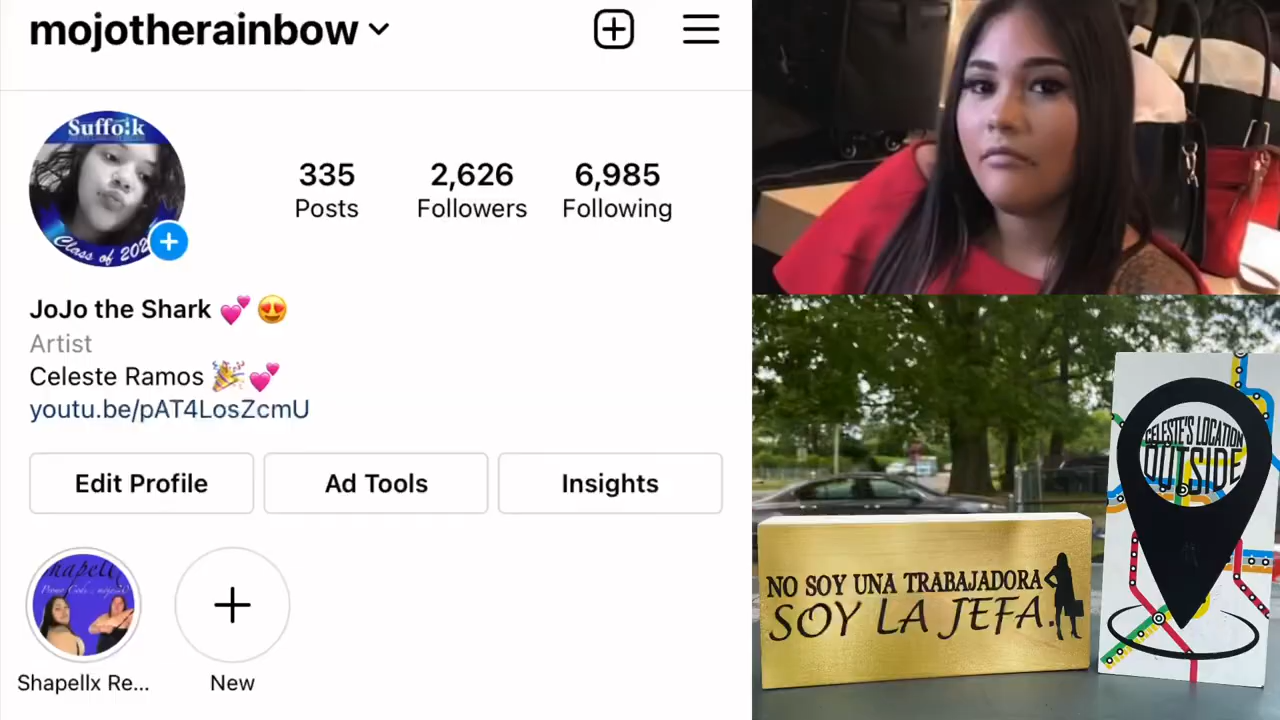 mojotherainbow
Suffolk
Class of 202
335
Posts
2,626
Followers
6,985
Following
JoJo the Shark 💕 😍
Artist
Celeste Ramos 🎉💕
youtu.be/pAT4LosZcmU
Edit Profile
Ad Tools
Insights
Shapellx Re...
New
CELESTE'S LOCATION
OUTSIDE
NO SOY UNA TRABAJADORA
SOY LA JEFA.